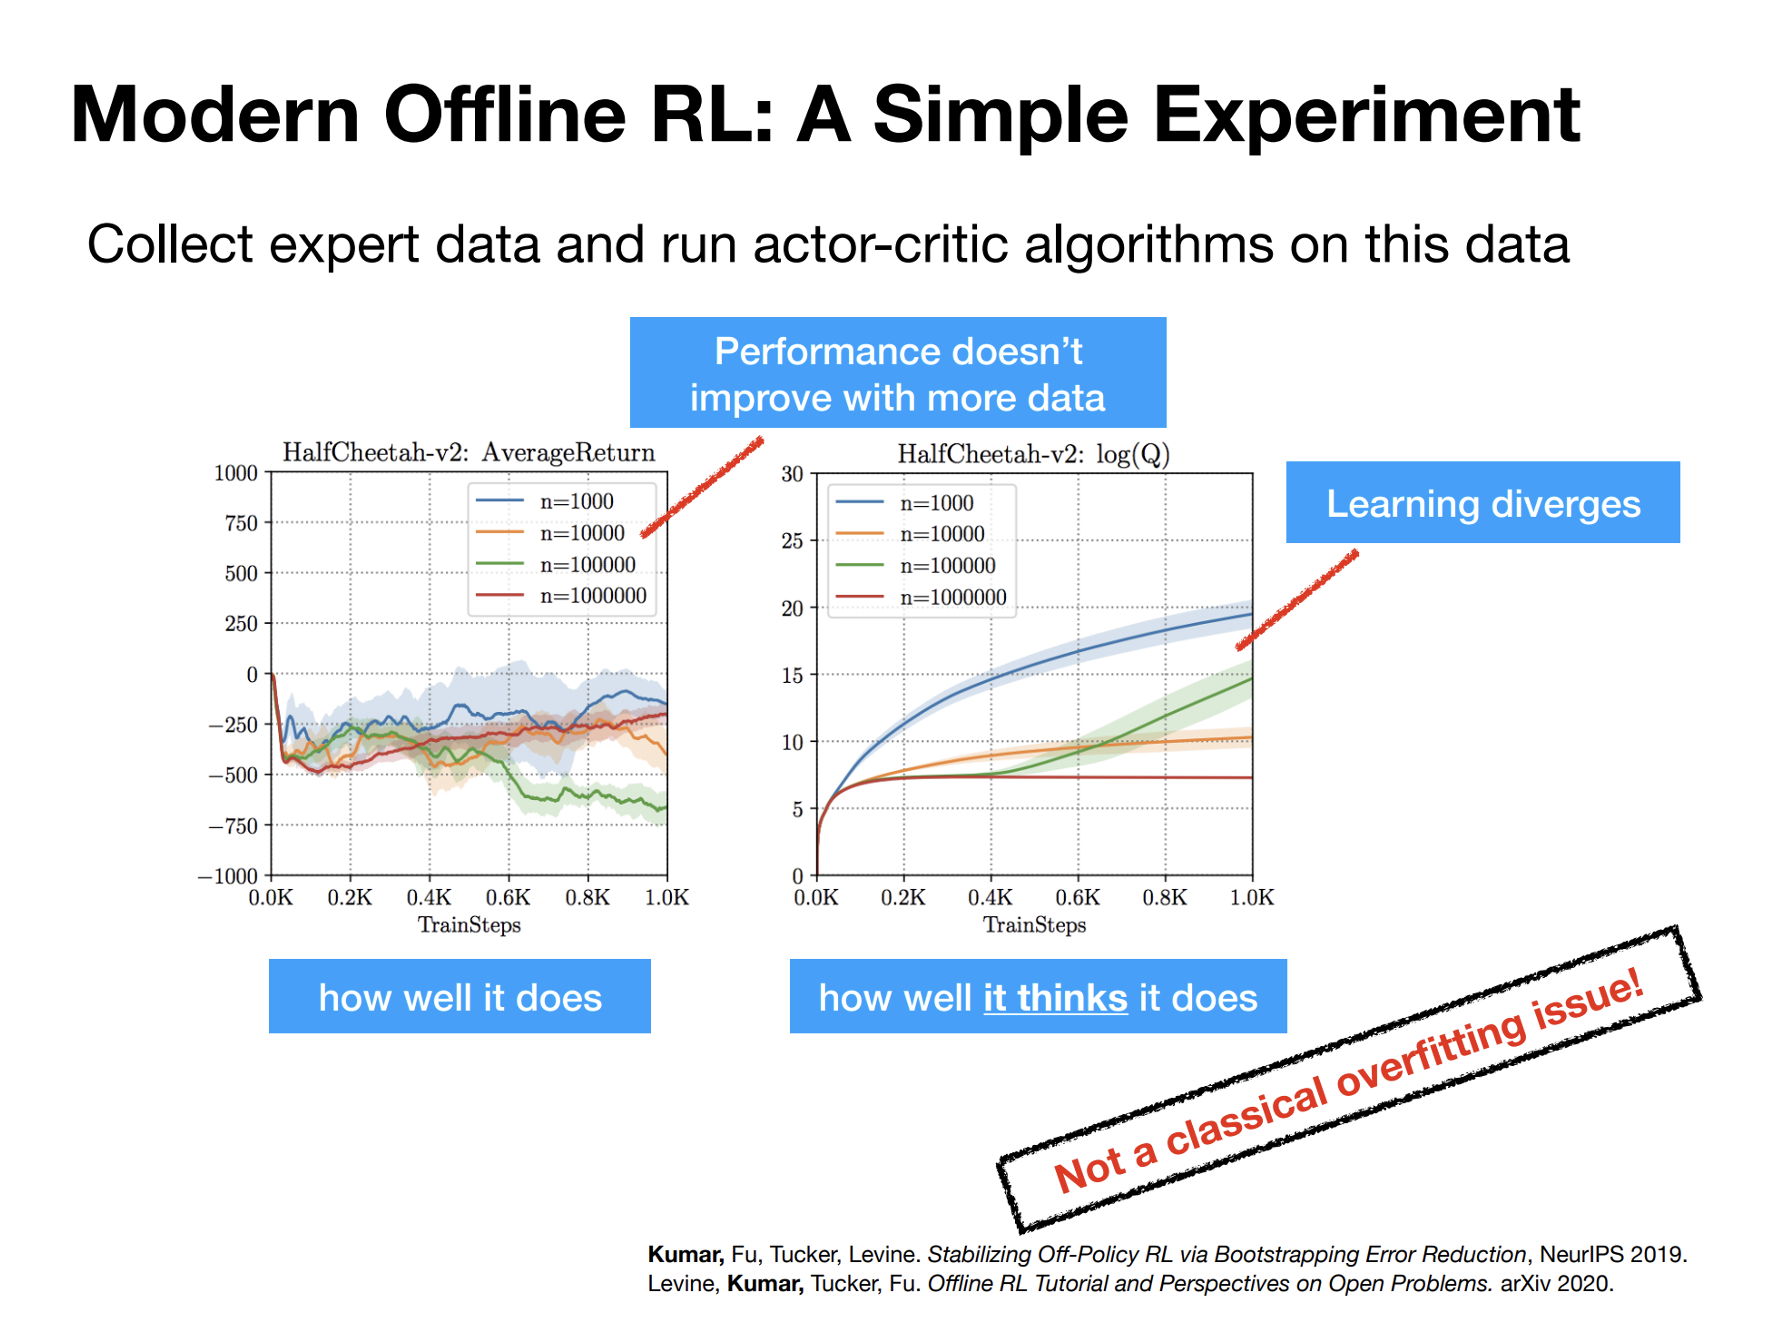 Modern Offline RL: A Simple Experiment
Collect expert data and run actor-critic algorithms on this data
Performance doesn't
improve with more data
Learning diverges
HalfCheetah-v2: AverageReturn
1000
750
500
250
0
−250
−500
−750
−1000
n=1000
n=10000
n=100000
n=1000000
0.0K 0.2K 0.4K 0.6K 0.8K 1.0K
TrainSteps
how well it does
HalfCheetah-v2: log(Q)
30
25
20
15
10
5
0
n=1000
n=10000
n=100000
n=1000000
0.0K 0.2K 0.4K 0.6K 0.8K 1.0K
TrainSteps
how well it thinks it does
Not a classical overfitting issue!
Kumar, Fu, Tucker, Levine. Stabilizing Off-Policy RL via Bootstrapping Error Reduction, NeurIPS 2019.
Levine, Kumar, Tucker, Fu. Offline RL Tutorial and Perspectives on Open Problems. arXiv 2020.